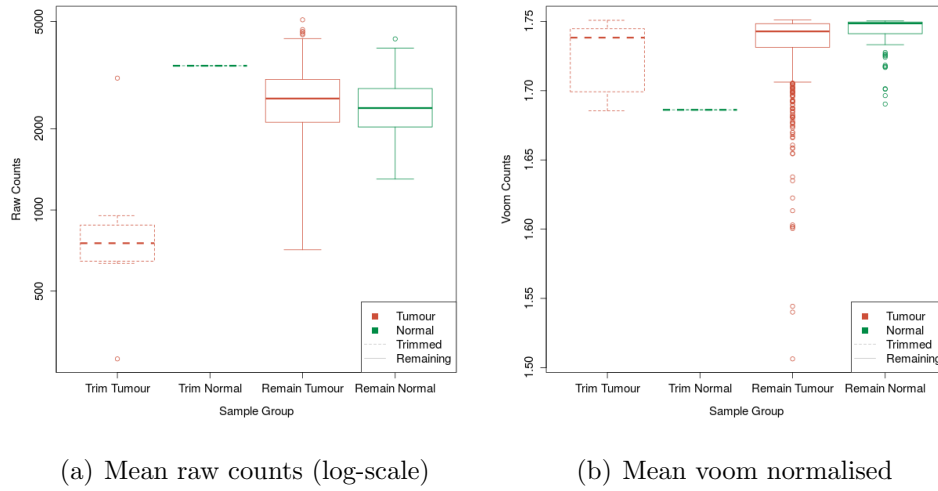 5000
2000
1000
500
Raw Counts
Trim Tumour
Trim Normal
Remain Tumour
Remain Normal
Sample Group
Tumour
Normal
Trimmed
Remaining
(a) Mean raw counts (log-scale)
1.75
1.70
1.65
1.60
1.55
1.50
Voom Counts
Trim Tumour
Trim Normal
Remain Tumour
Remain Normal
Sample Group
Tumour
Normal
Trimmed
Remaining
(b) Mean voom normalised